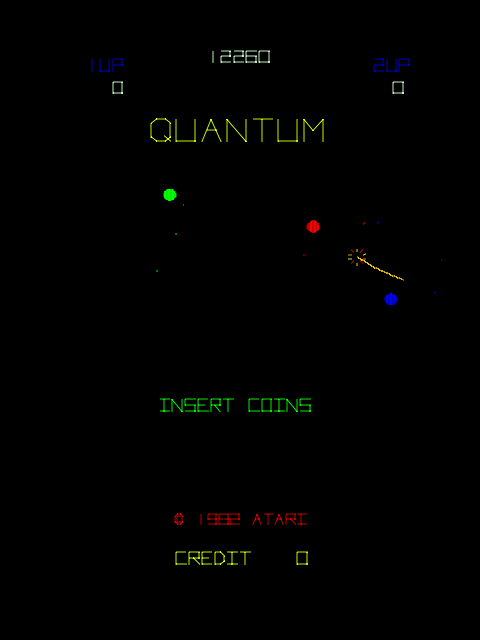 12260
1UP 2UP
0 0
QUANTUM
INSERT COINS
© 1982 ATARI
CREDIT 0